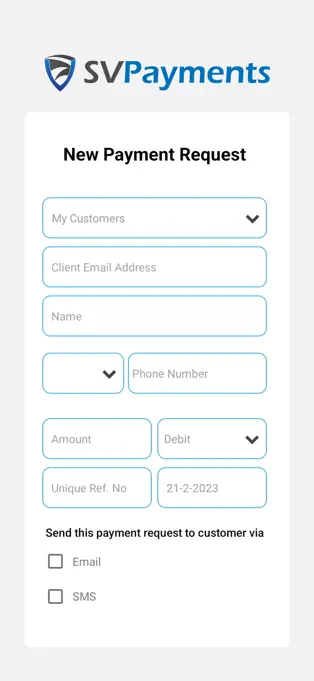 SVPayments
New Payment Request
My Customers
Client Email Address
Name
Phone Number
Amount
Debit
Unique Ref. No
21-2-2023
Send this payment request to customer via
Email
SMS